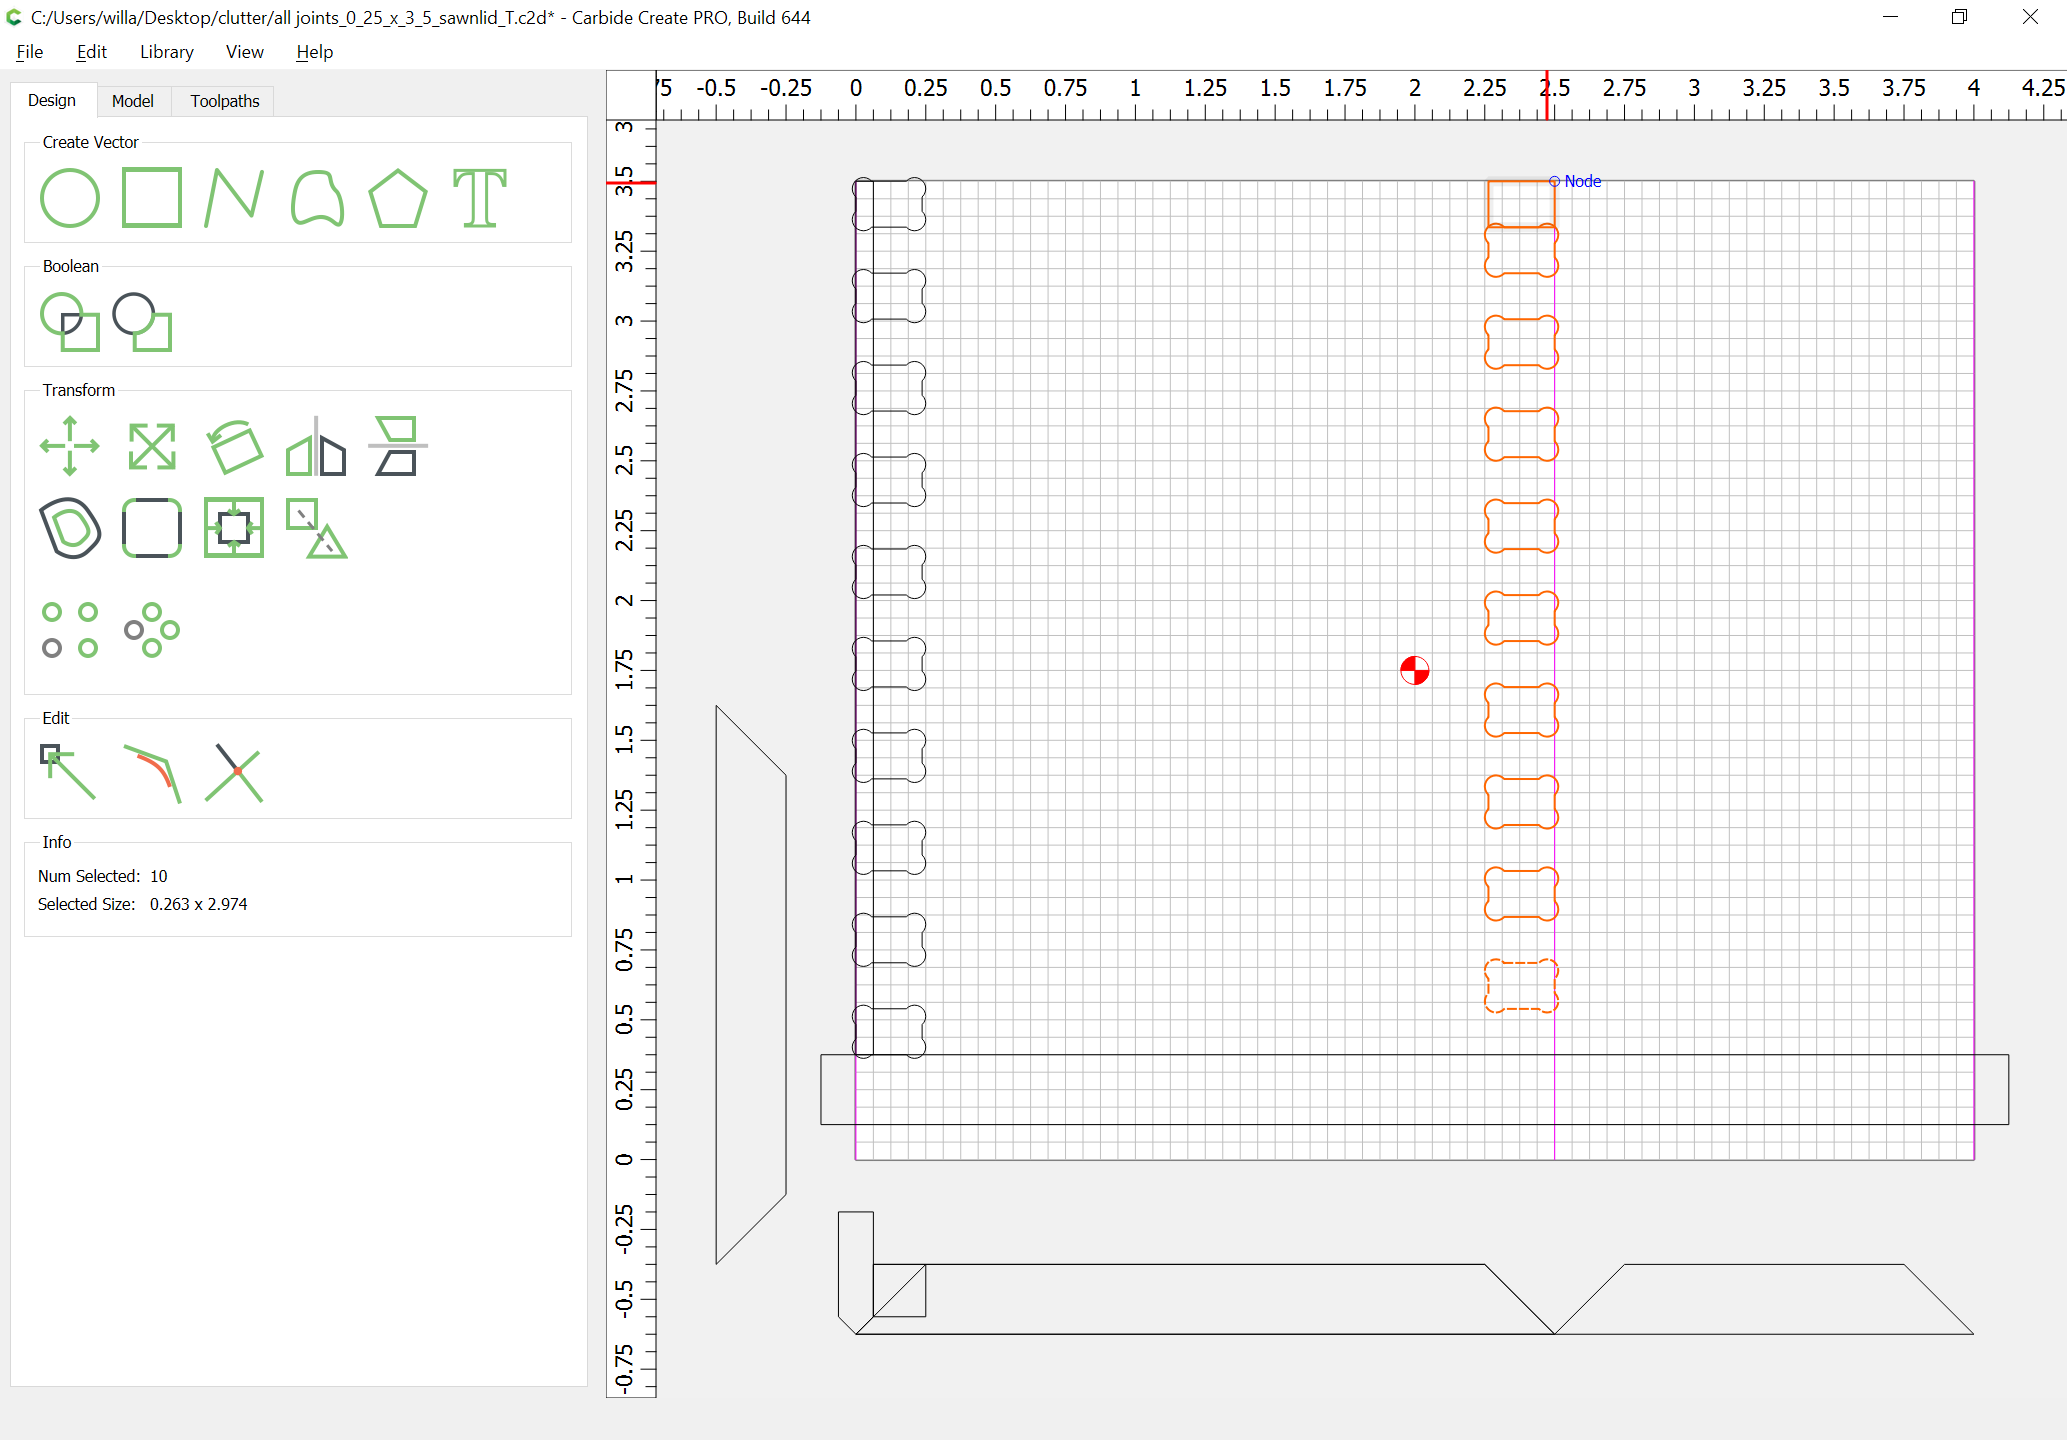 C:/Users/willa/Desktop/clutter/all joints_0_25_x_3_5_sawnlid_T.c2d* - Carbide Create PRO, Build 644
File Edit Library View Help
Design Model Toolpaths
Create Vector
Boolean
Transform
Edit
Info
Num Selected: 10
Selected Size: 0.263 x 2.974
75 -0.5 -0.25 0 0.25 0.5 0.75 1 1.25 1.5 1.75 2 2.25 2.5 2.75 3 3.25 3.5 3.75 4 4.25
3
3.5
3.25
3
2.75
2.5
2.25
2
1.75
1.5
1.25
1
0.75
0.5
0.25
0
-0.25
-0.5
-0.75
Node